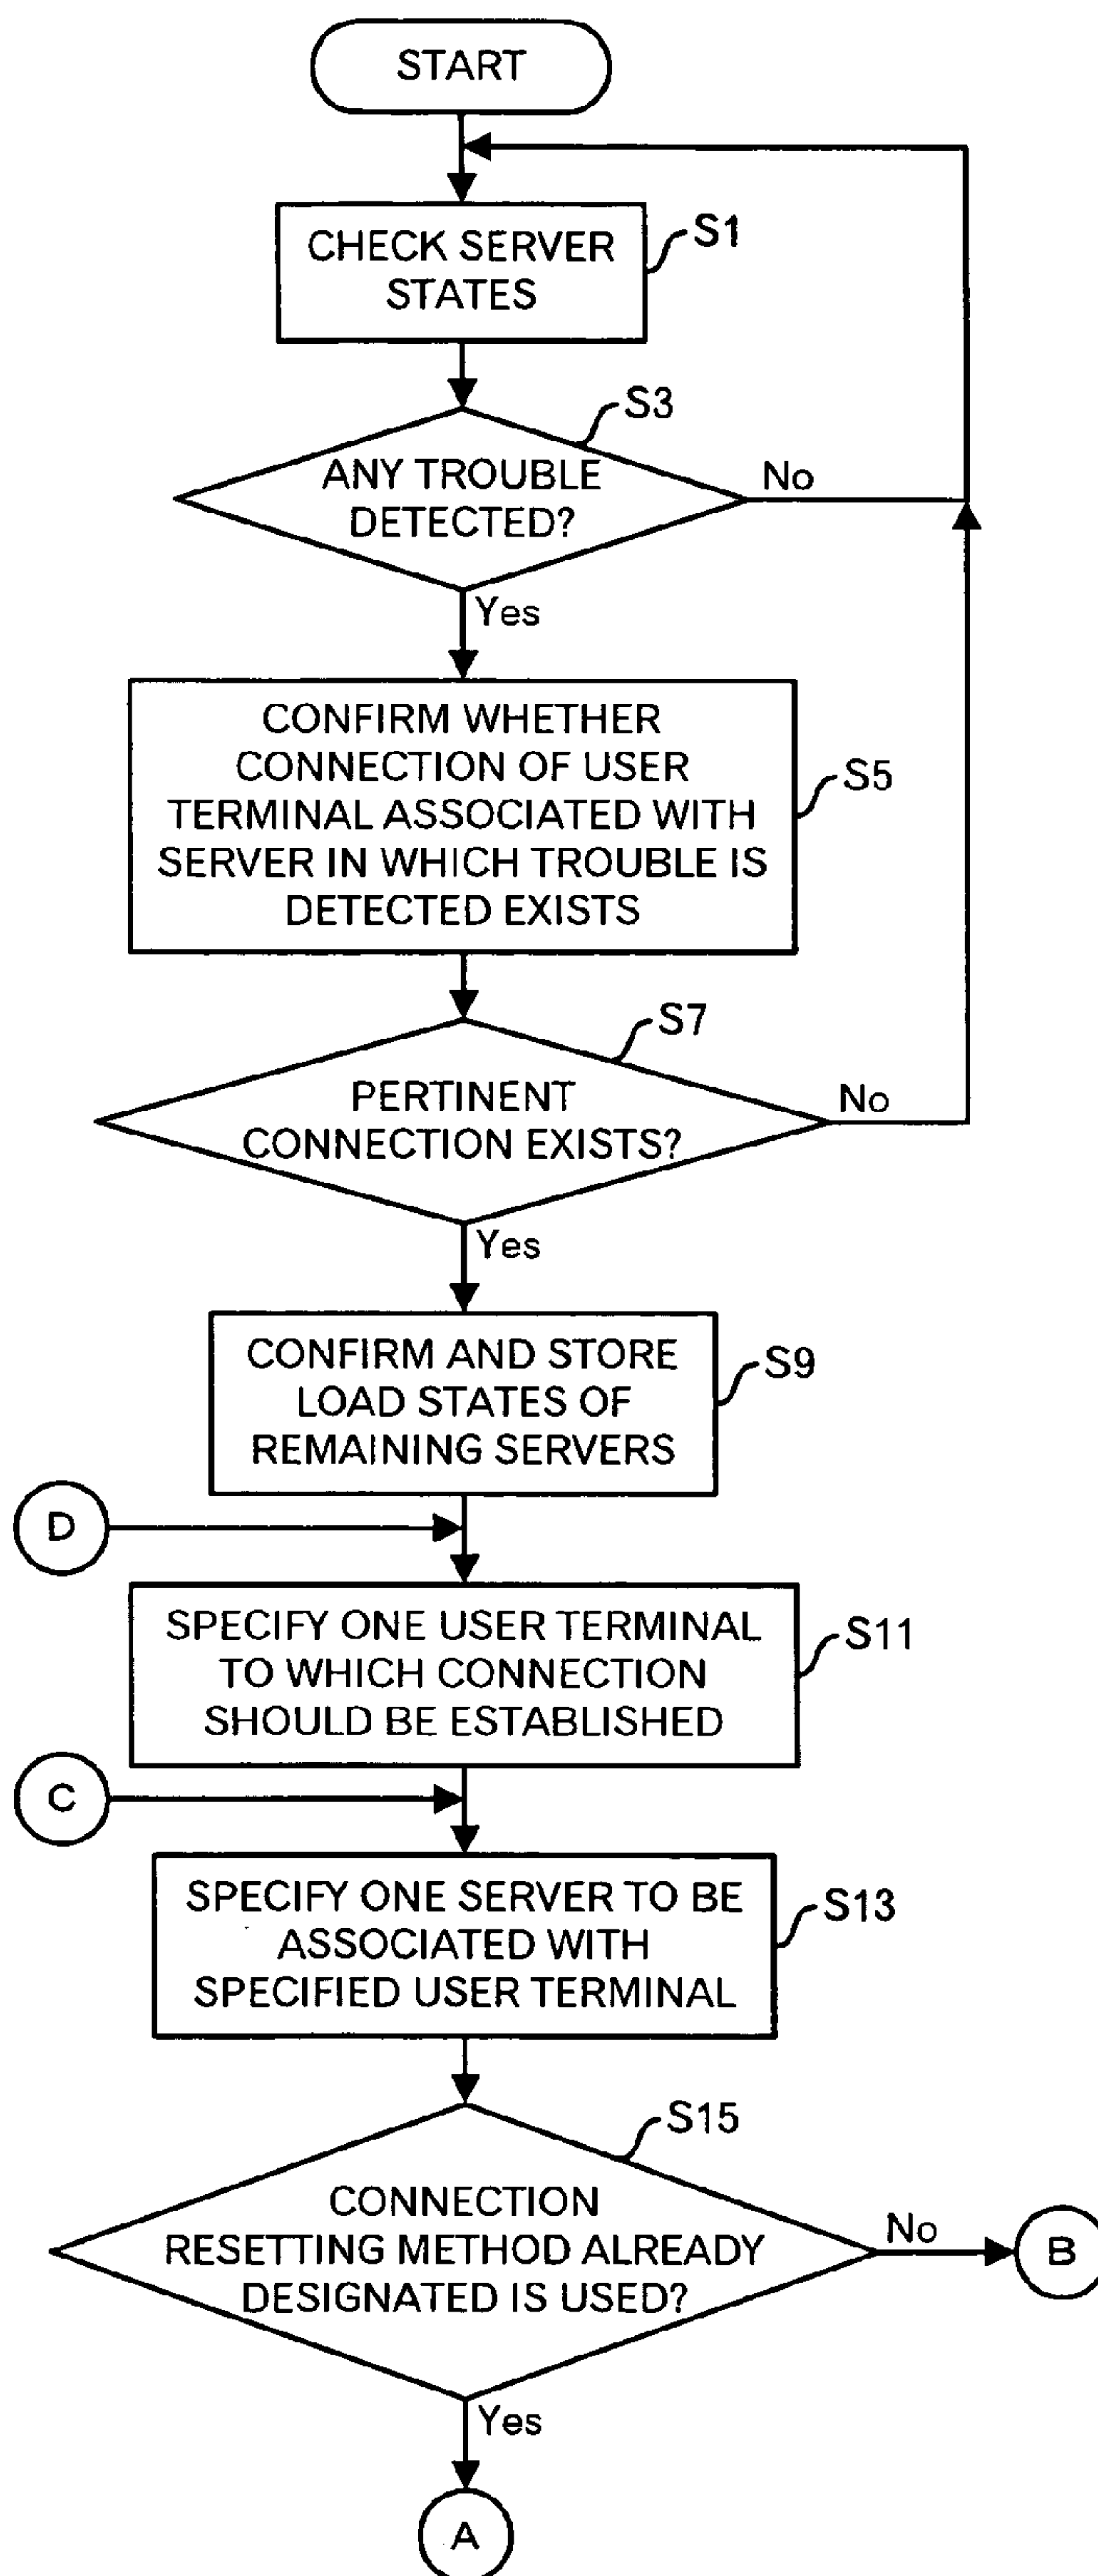 START
CHECK SERVER
STATES
S1
S3
ANY TROUBLE
DETECTED?
No
Yes
CONFIRM WHETHER
CONNECTION OF USER
TERMINAL ASSOCIATED WITH
SERVER IN WHICH TROUBLE IS
DETECTED EXISTS
S5
S7
PERTINENT
CONNECTION EXISTS?
No
Yes
CONFIRM AND STORE
LOAD STATES OF
REMAINING SERVERS
S9
D
SPECIFY ONE USER TERMINAL
TO WHICH CONNECTION
SHOULD BE ESTABLISHED
S11
C
SPECIFY ONE SERVER TO BE
ASSOCIATED WITH
SPECIFIED USER TERMINAL
S13
S15
CONNECTION
RESETTING METHOD ALREADY
DESIGNATED IS USED?
No
B
Yes
A